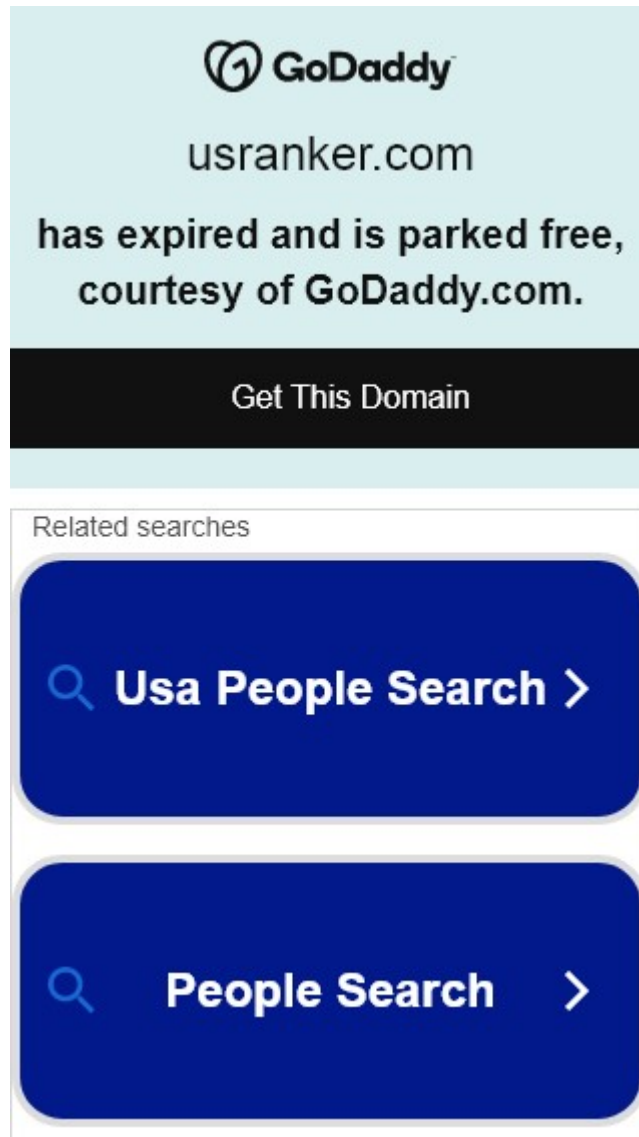 GoDaddy
usranker.com
has expired and is parked free,
courtesy of GoDaddy.com.
Get This Domain
Related searches
Usa People Search
People Search